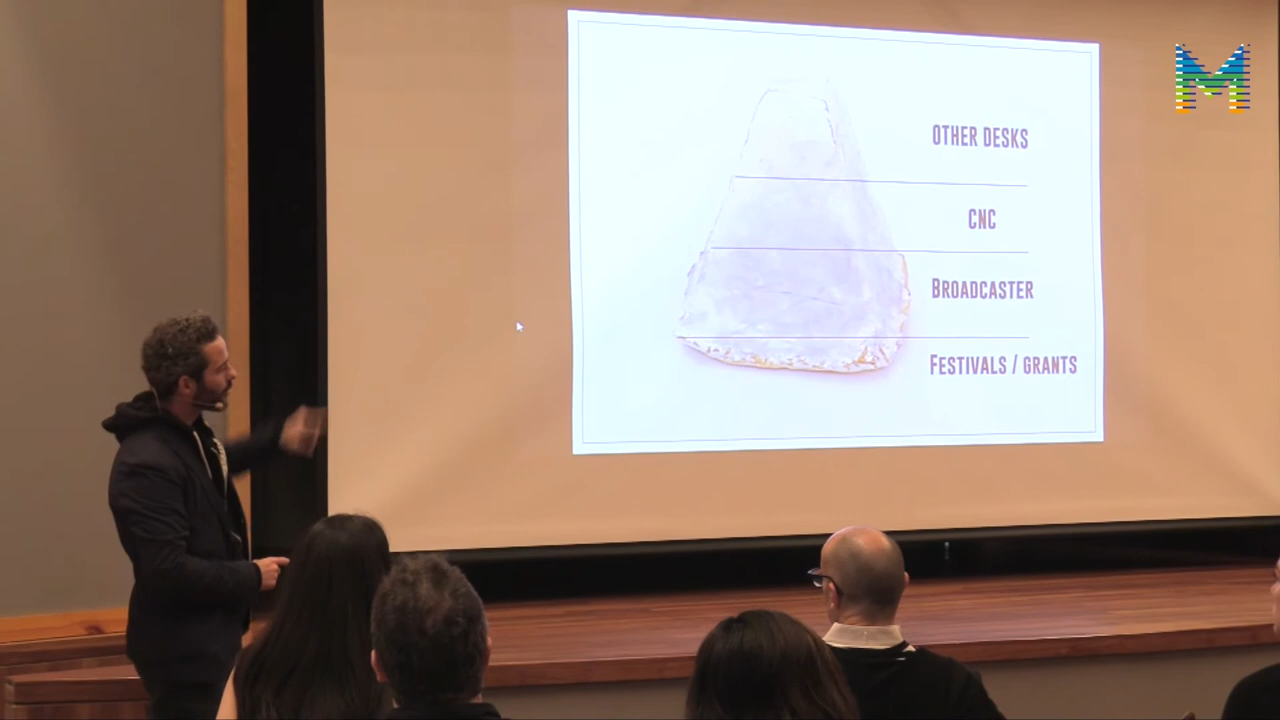 OTHER DESKS
CNC
BROADCASTER
FESTIVALS / GRANTS
M